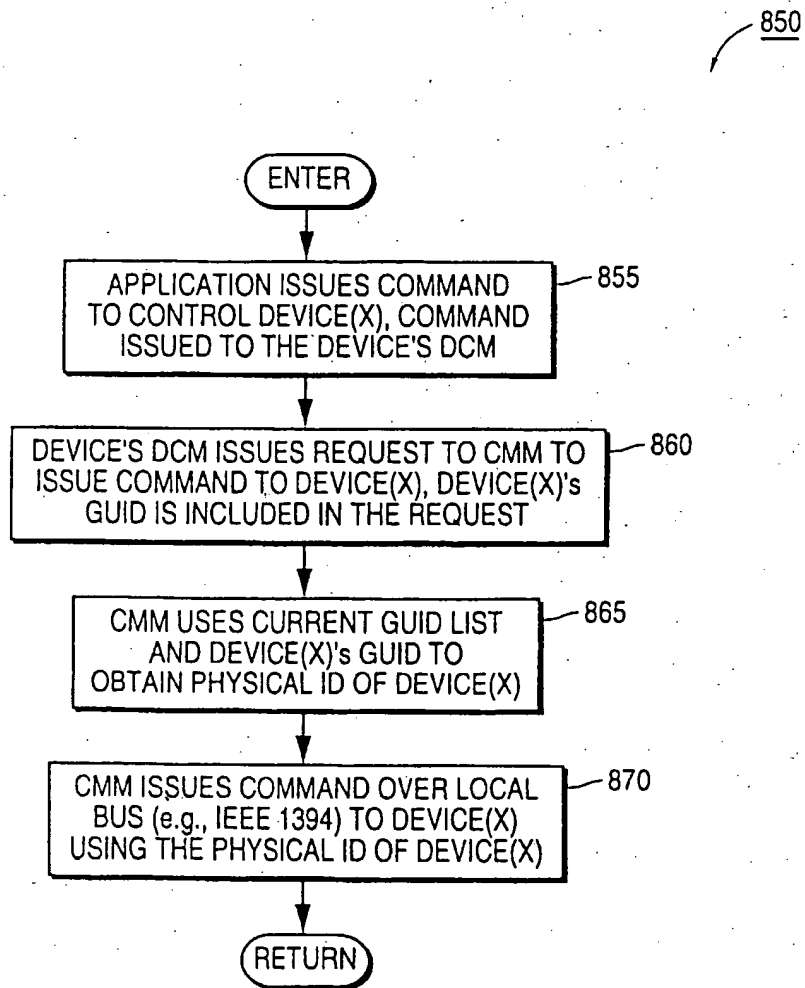 850
ENTER
APPLICATION ISSUES COMMAND
TO CONTROL DEVICE(X), COMMAND
ISSUED TO THE DEVICE'S DCM
855
DEVICE'S DCM ISSUES REQUEST TO CMM TO
ISSUE COMMAND TO DEVICE(X), DEVICE(X)'s
GUID IS INCLUDED IN THE REQUEST
860
CMM USES CURRENT GUID LIST
AND DEVICE(X)'s GUID TO
OBTAIN PHYSICAL ID OF DEVICE(X)
865
CMM ISSUES COMMAND OVER LOCAL
BUS (e.g., IEEE 1394) TO DEVICE(X)
USING THE PHYSICAL ID OF DEVICE(X)
870
RETURN